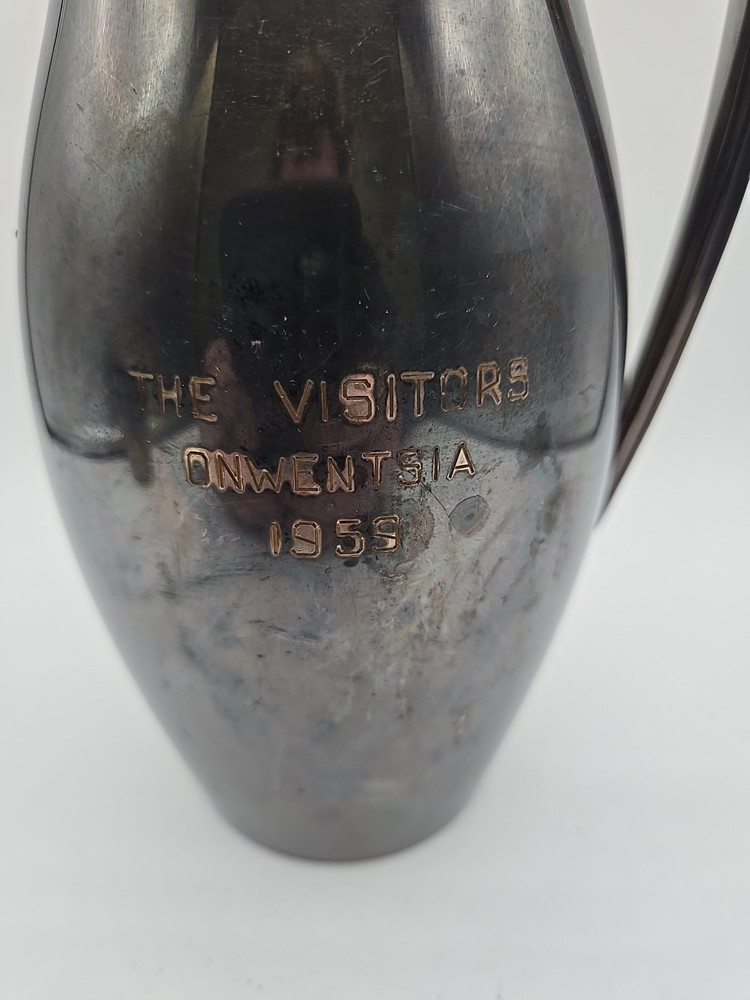 THE VISITORS
ONWENTSIA
1959